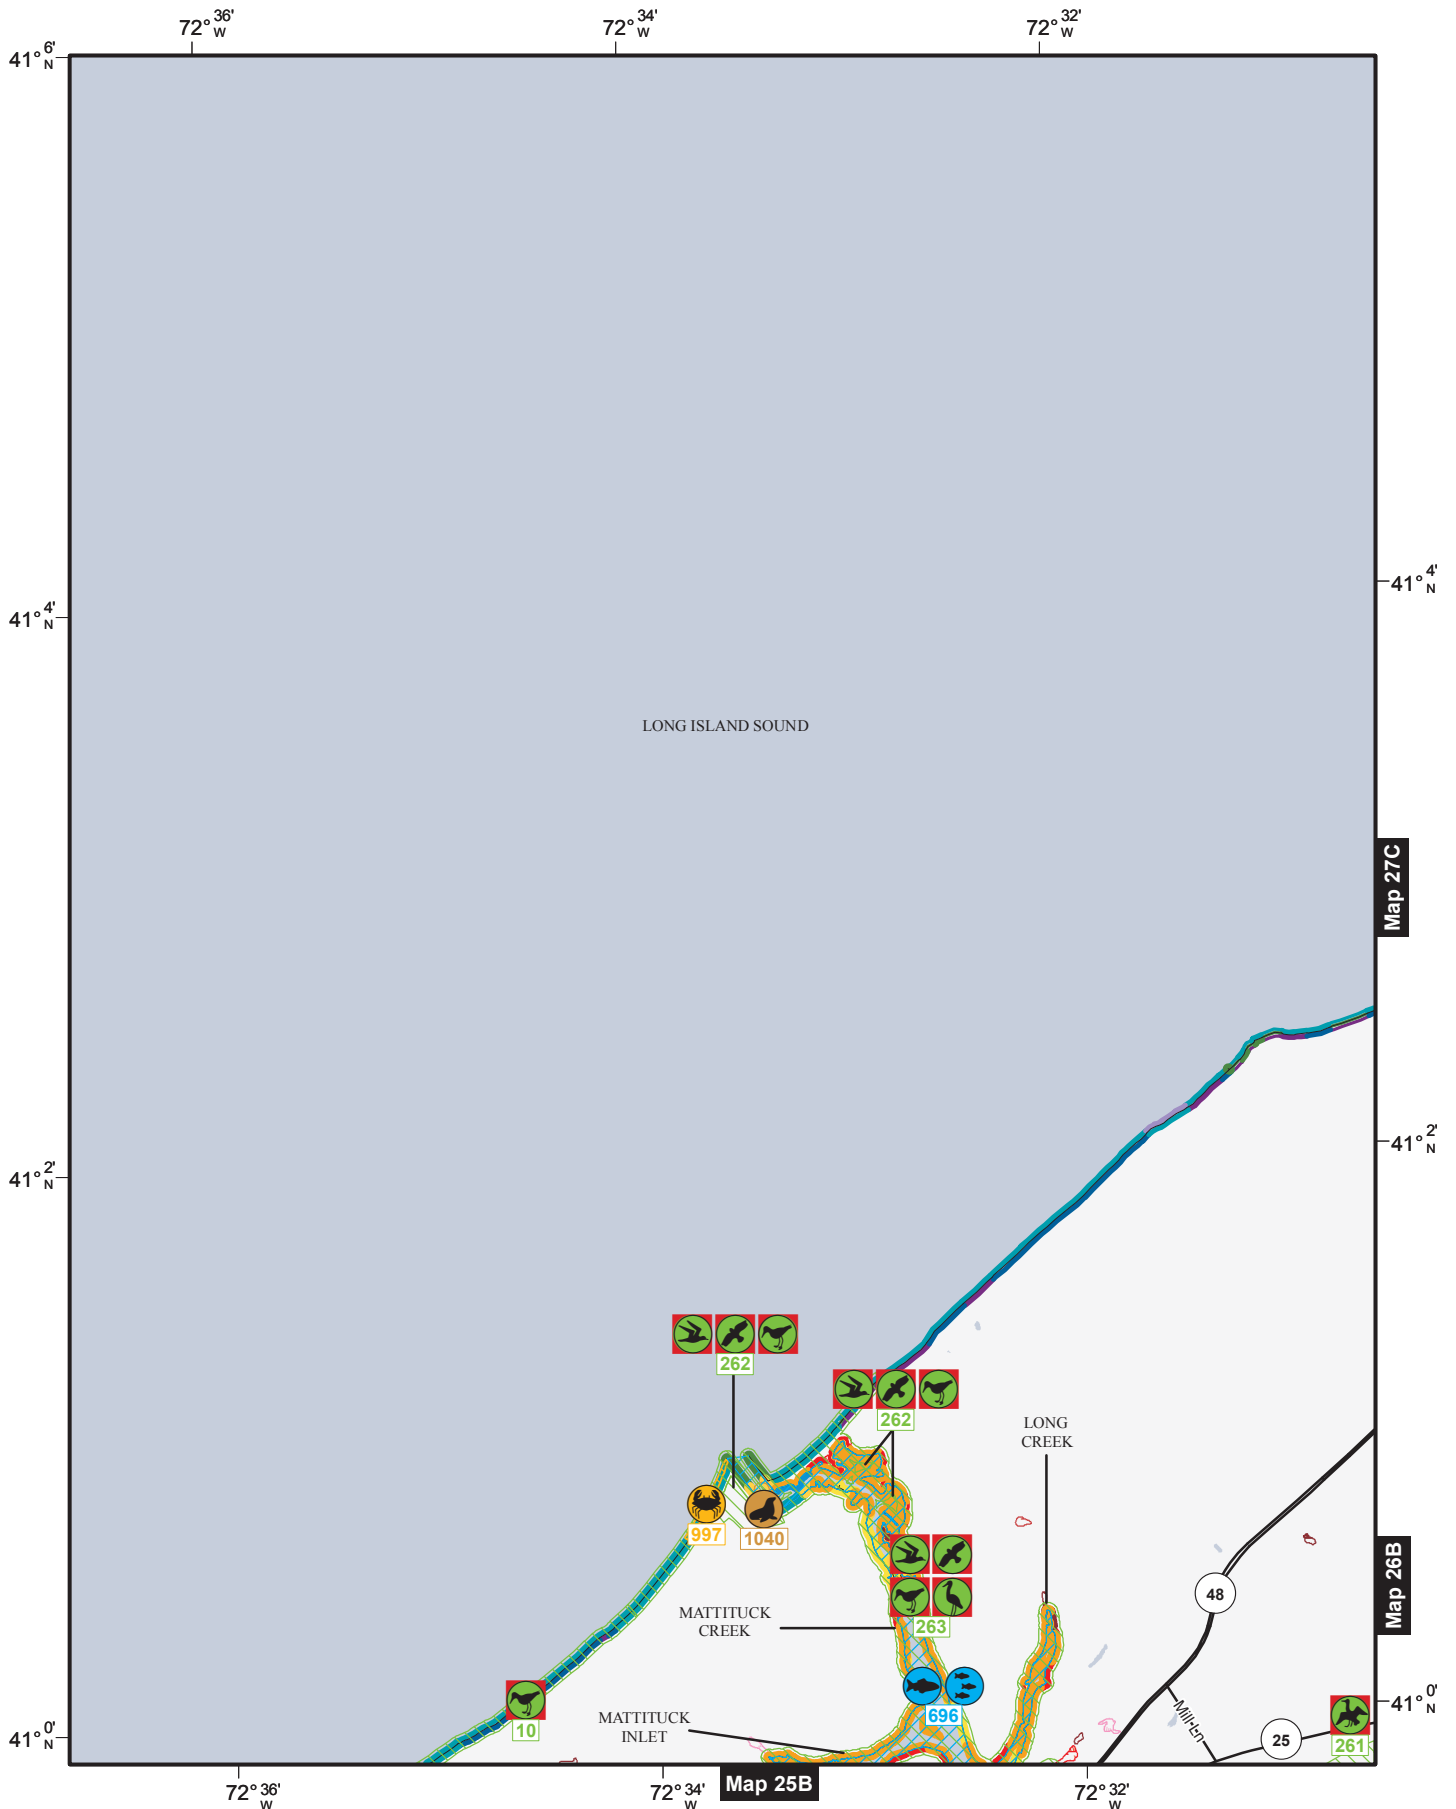 72° 36' W
72° 34' W
72° 32' W
41° 6' N
41° 4' N
41° 4' N
LONG ISLAND SOUND
Map 27C
41° 2' N
41° 2' N
262
262
LONG
CREEK
997
1040
Map 26B
48
MATTITUCK
CREEK
263
696
10
MATTITUCK
INLET
Mill Ln
25
261
41° 0' N
41° 0' N
Map 25B
72° 36' W
72° 34' W
72° 32' W